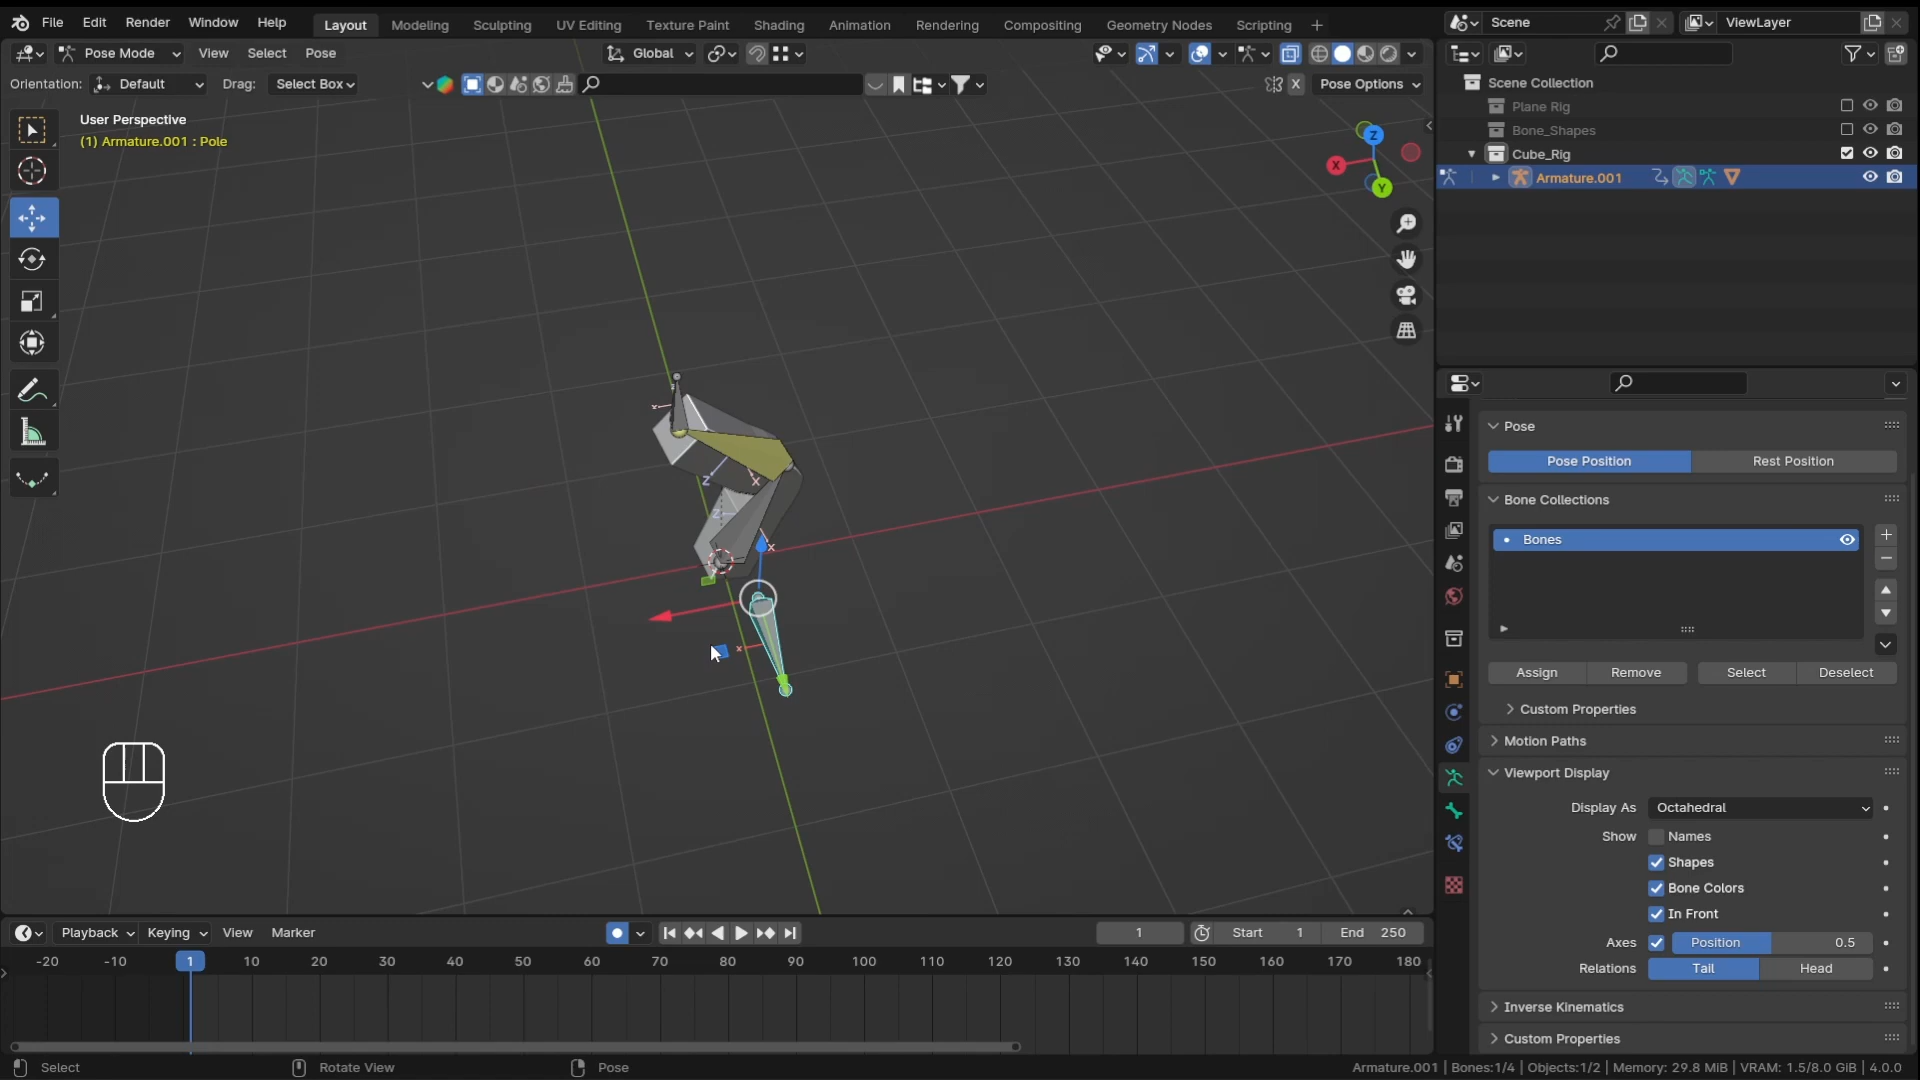 File Edit Render Window Help Layout Modeling Sculpting UV Editing Texture Paint Shading Animation Rendering Compositing Geometry Nodes Scripting + Scene ViewLayer
Pose Mode View Select Pose Global
Orientation: Default Drag: Select Box X Pose Options
User Perspective
(1) Armature.001 : Pole
Scene Collection
Plane Rig
Bone_Shapes
Cube_Rig
Armature.001
Z
X
Y
Pose
Pose Position Rest Position
Bone Collections
Bones
Assign Remove Select Deselect
Custom Properties
Motion Paths
Viewport Display
Display As Octahedral
Show Names
Shapes
Bone Colors
In Front
Axes Position 0.5
Relations Tail Head
Inverse Kinematics
Custom Properties
Z X
Z
X
X
Playback Keying View Marker 1 Start 1 End 250
-20 -10 1 10 20 30 40 50 60 70 80 90 100 110 120 130 140 150 160 170 180
Select Rotate View Pose Armature.001 | Bones:1/4 | Objects:1/2 | Memory: 29.8 MiB | VRAM: 1.5/8.0 GiB | 4.0.0